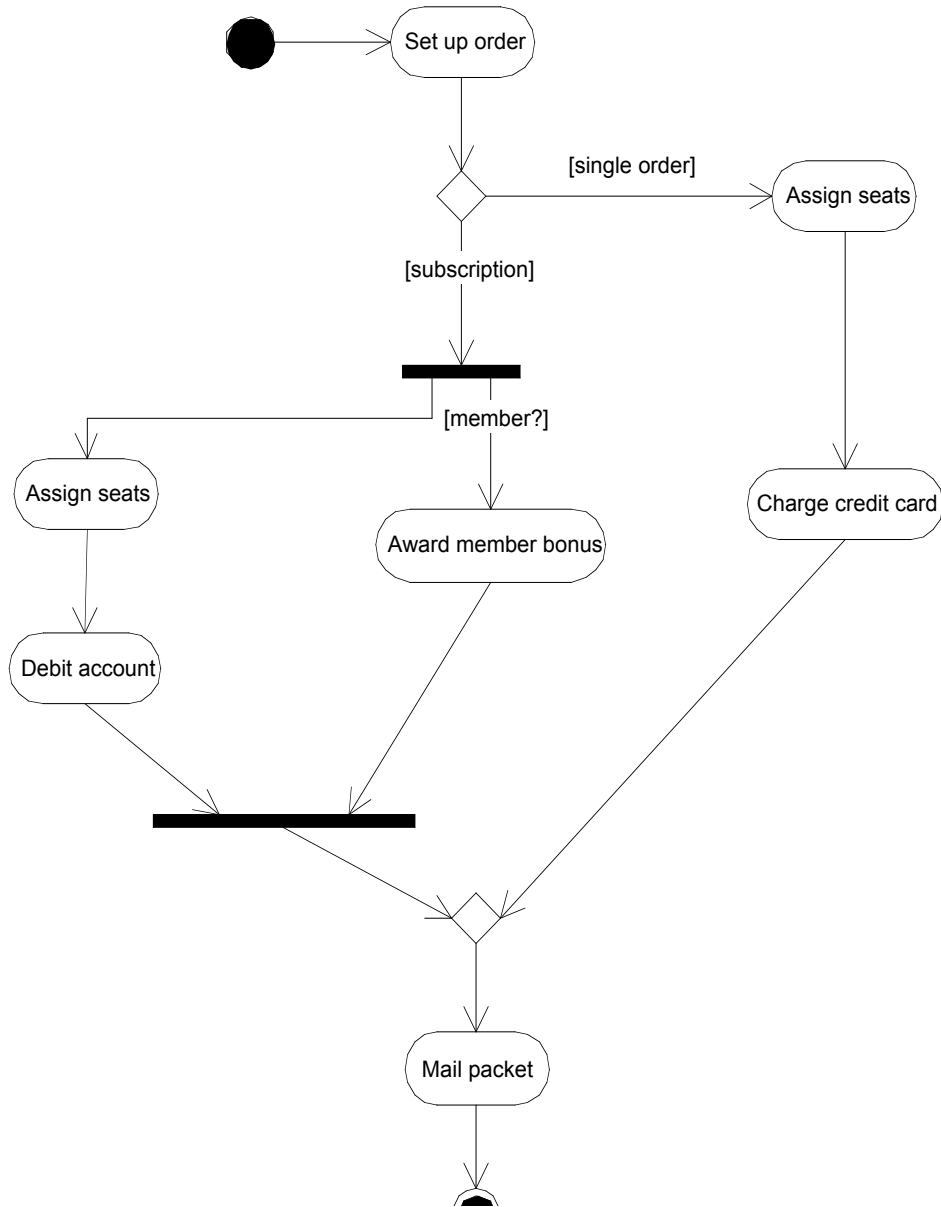 Set up order
[single order]
Assign seats
[subscription]
[member?]
Assign seats
Charge credit card
Award member bonus
Debit account
Mail packet